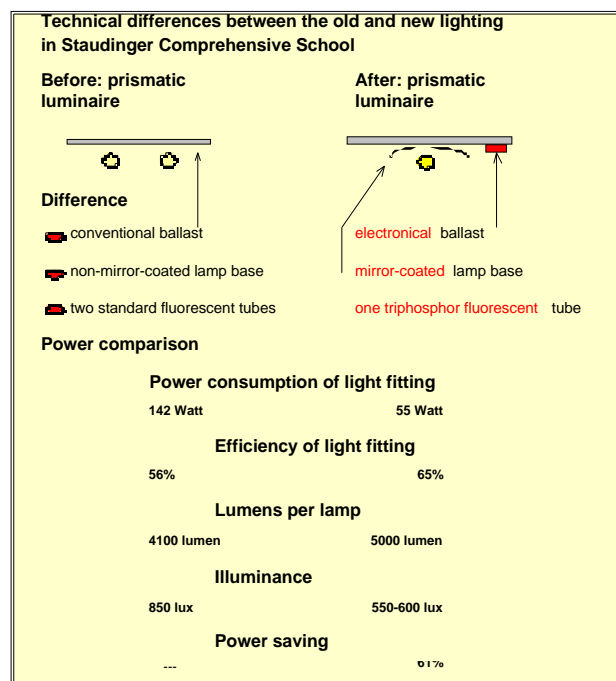 Technical differences between the old and new lighting
in Staudinger Comprehensive School
Before: prismatic
luminaire
After: prismatic
luminaire
Difference
conventional ballast
electronical ballast
non-mirror-coated lamp base
mirror-coated lamp base
two standard fluorescent tubes
one triphosphor fluorescent tube
Power comparison
Power consumption of light fitting
142 Watt 55 Watt
Efficiency of light fitting
56% 65%
Lumens per lamp
4100 lumen 5000 lumen
Illuminance
850 lux 550-600 lux
Power saving
--- 61%